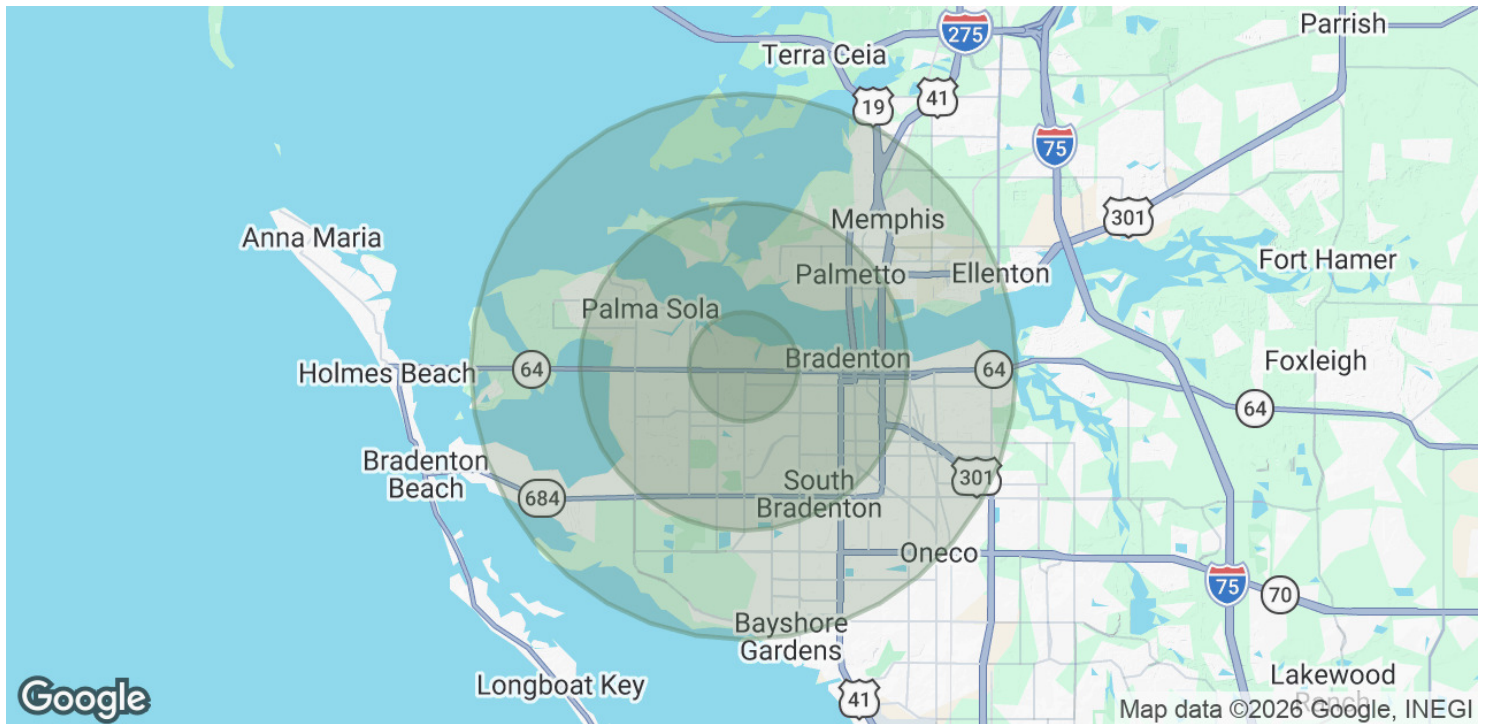 Parrish
275
Terra Ceia
19
41
75
Memphis
301
Anna Maria
Palmetto
Ellenton
Fort Hamer
Palma Sola
Bradenton
Foxleigh
64
64
Holmes Beach
64
Bradenton
Beach
684
South
Bradenton
301
Oneco
75
70
Bayshore
Gardens
Longboat Key
41
Lakewood
Ranch
Google
Map data ©2026 Google, INEGI